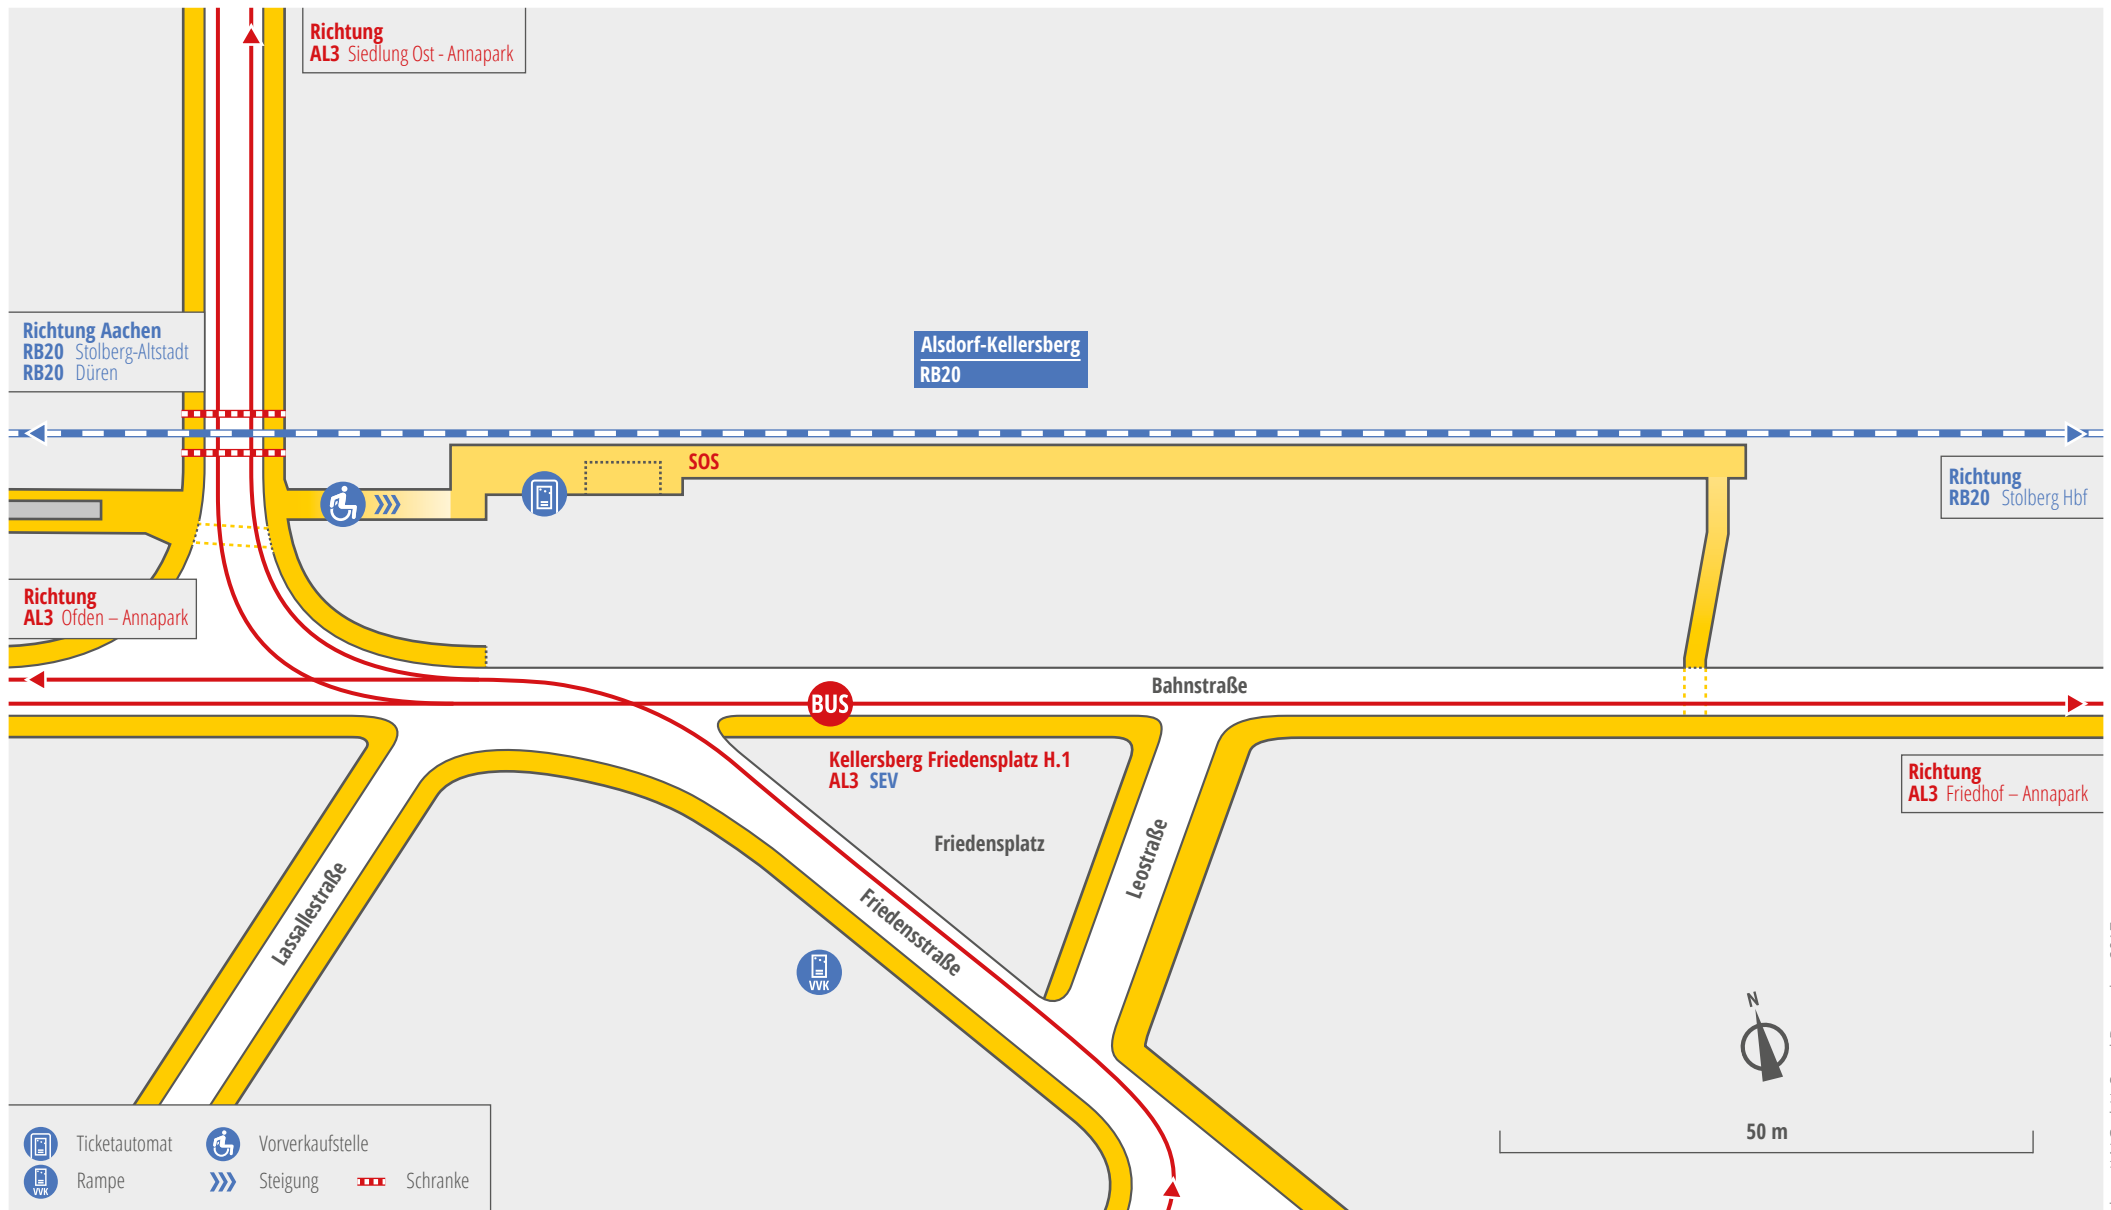 Richtung
AL3 Siedlung Ost - Annapark
Richtung Aachen
RB20 Stolberg-Altstadt
RB20 Düren
Alsdorf-Kellersberg
RB20
SOS
Richtung
RB20 Stolberg Hbf
Richtung
AL3 Ofden – Annapark
Bahnstraße
BUS
Kellersberg Friedensplatz H.1
AL3 SEV
Richtung
AL3 Friedhof – Annapark
Friedensplatz
Leostraße
Lassallestraße
Friedensstraße
VVK
N
50 m
Ticketautomat
Vorverkaufstelle
VVK
Rampe
Steigung
Schranke